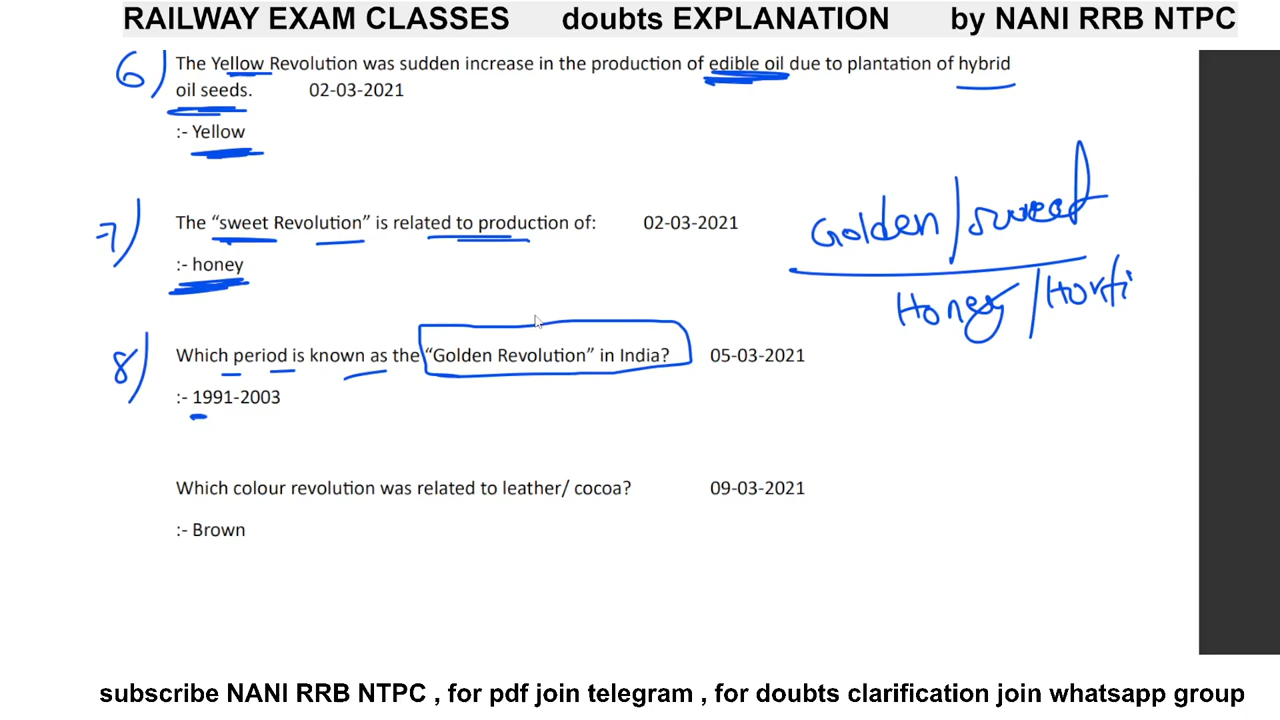 RAILWAY EXAM CLASSES doubts EXPLANATION by NANI RRB NTPC
6) The Yellow Revolution was sudden increase in the production of edible oil due to plantation of hybrid
oil seeds. 02-03-2021
:- Yellow
7) The “sweet Revolution” is related to production of: 02-03-2021
:- honey
Golden/sweet
Honey/Horti
8) Which period is known as the “Golden Revolution” in India? 05-03-2021
:- 1991-2003
Which colour revolution was related to leather/ cocoa? 09-03-2021
:- Brown
subscribe NANI RRB NTPC , for pdf join telegram , for doubts clarification join whatsapp group